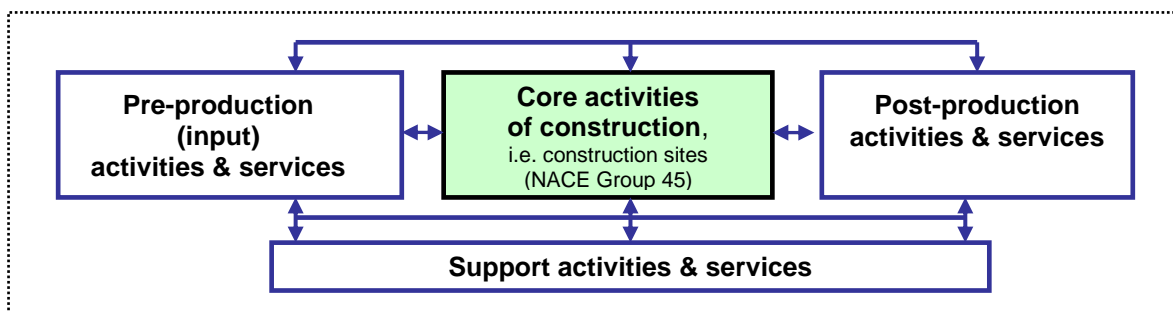 Pre-production
(input)
activities & services
Core activities
of construction,
i.e. construction sites
(NACE Group 45)
Post-production
activities & services
Support activities & services